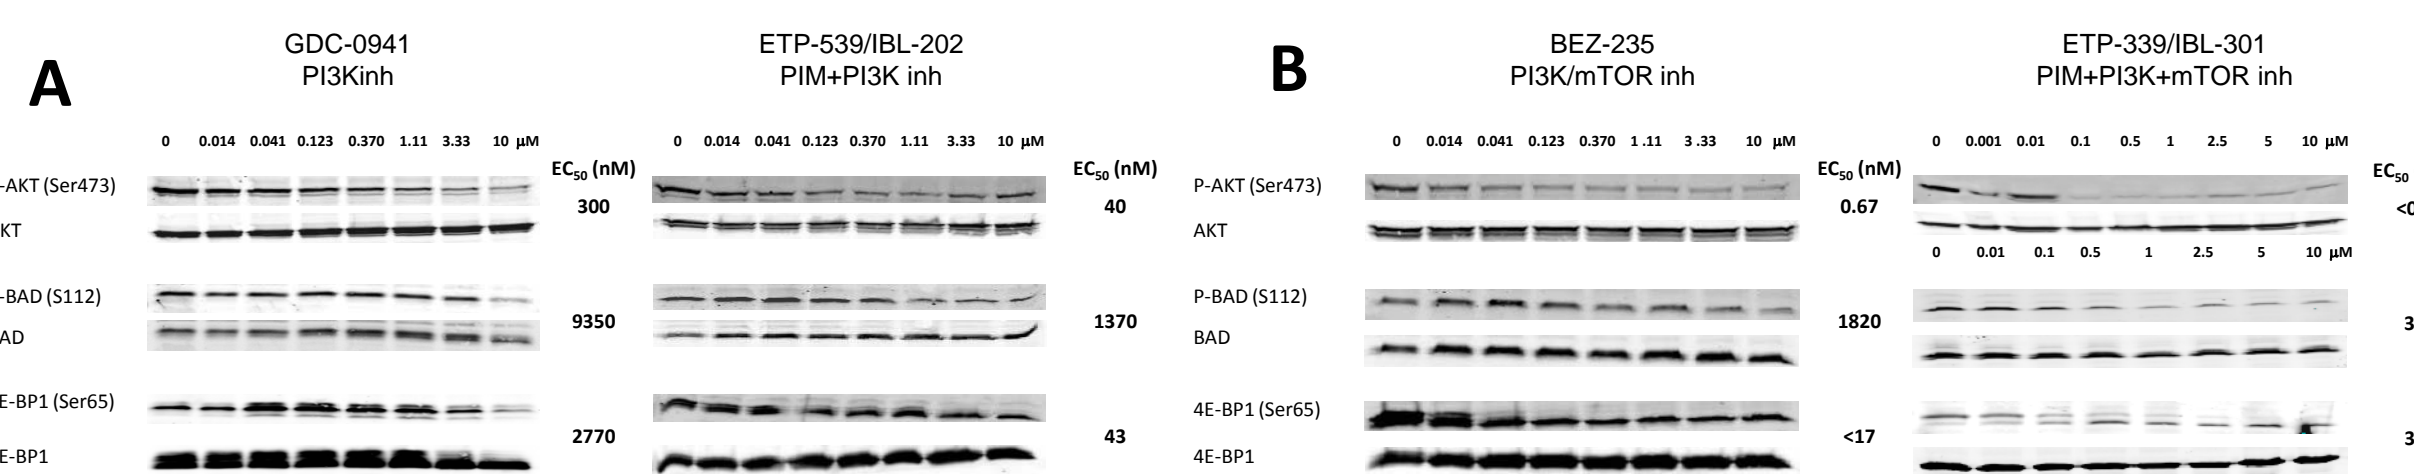 A
GDC-0941
PI3Kinh
ETP-539/IBL-202
PIM+PI3K inh
0 0.014 0.041 0.123 0.370 1.11 3.33 10 µM
0 0.014 0.041 0.123 0.370 1.11 3.33 10 µM
EC50 (nM)
EC50 (nM)
-AKT (Ser473)
300
40
KT
-BAD (S112)
9350
1370
AD
E-BP1 (Ser65)
2770
43
E-BP1
B
BEZ-235
PI3K/mTOR inh
ETP-339/IBL-301
PIM+PI3K+mTOR inh
0 0.014 0.041 0.123 0.370 1 .11 3 .33 10 µM
0 0.001 0.01 0.1 0.5 1 2.5 5 10 µM
EC50 (nM)
EC50
P-AKT (Ser473)
0.67
<0
AKT
0 0.01 0.1 0.5 1 2.5 5 10 µM
P-BAD (S112)
1820
3
BAD
4E-BP1 (Ser65)
<17
3
4E-BP1